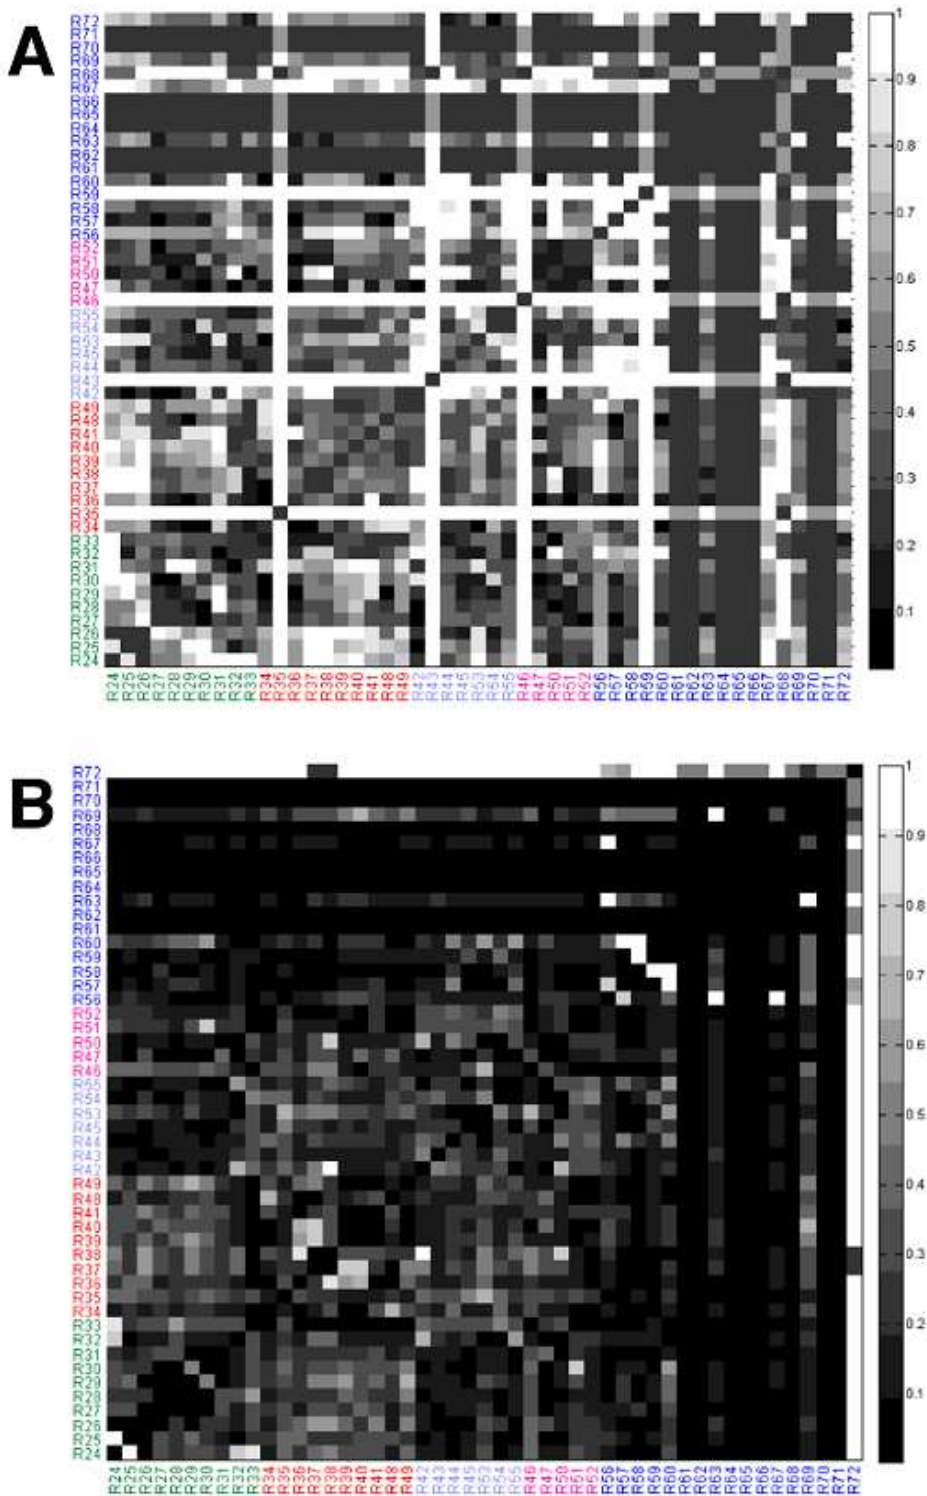 A
R72
R71
R70
R69
R68
R67
R66
R65
R64
R63
R62
R61
R60
R59
R58
R57
R56
R52
R51
R50
R47
R46
R55
R54
R53
R45
R44
R43
R42
R49
R48
R41
R40
R39
R38
R37
R36
R35
R34
R33
R32
R31
R30
R29
R28
R27
R26
R25
R24
R24 R25 R26 R27 R28 R29 R30 R31 R32 R33 R34 R35 R36 R37 R38 R39 R40 R41 R48 R49 R42 R43 R44 R45 R53 R54 R55 R46 R47 R50 R51 R52 R56 R57 R58 R59 R60 R61 R62 R63 R64 R65 R66 R67 R68 R69 R70 R71 R72
1
0.9
0.8
0.7
0.6
0.5
0.4
0.3
0.2
0.1
B
R72
R71
R70
R69
R68
R67
R66
R65
R64
R63
R62
R61
R60
R59
R58
R57
R56
R52
R51
R50
R47
R46
R55
R54
R53
R45
R44
R43
R42
R49
R48
R41
R40
R39
R38
R37
R36
R35
R34
R33
R32
R31
R30
R29
R28
R27
R26
R25
R24
R24 R25 R26 R27 R28 R29 R30 R31 R32 R33 R34 R35 R36 R37 R38 R39 R40 R41 R48 R49 R42 R43 R44 R45 R53 R54 R55 R46 R47 R50 R51 R52 R56 R57 R58 R59 R60 R61 R62 R63 R64 R65 R66 R67 R68 R69 R70 R71 R72
1
0.9
0.8
0.7
0.6
0.5
0.4
0.3
0.2
0.1